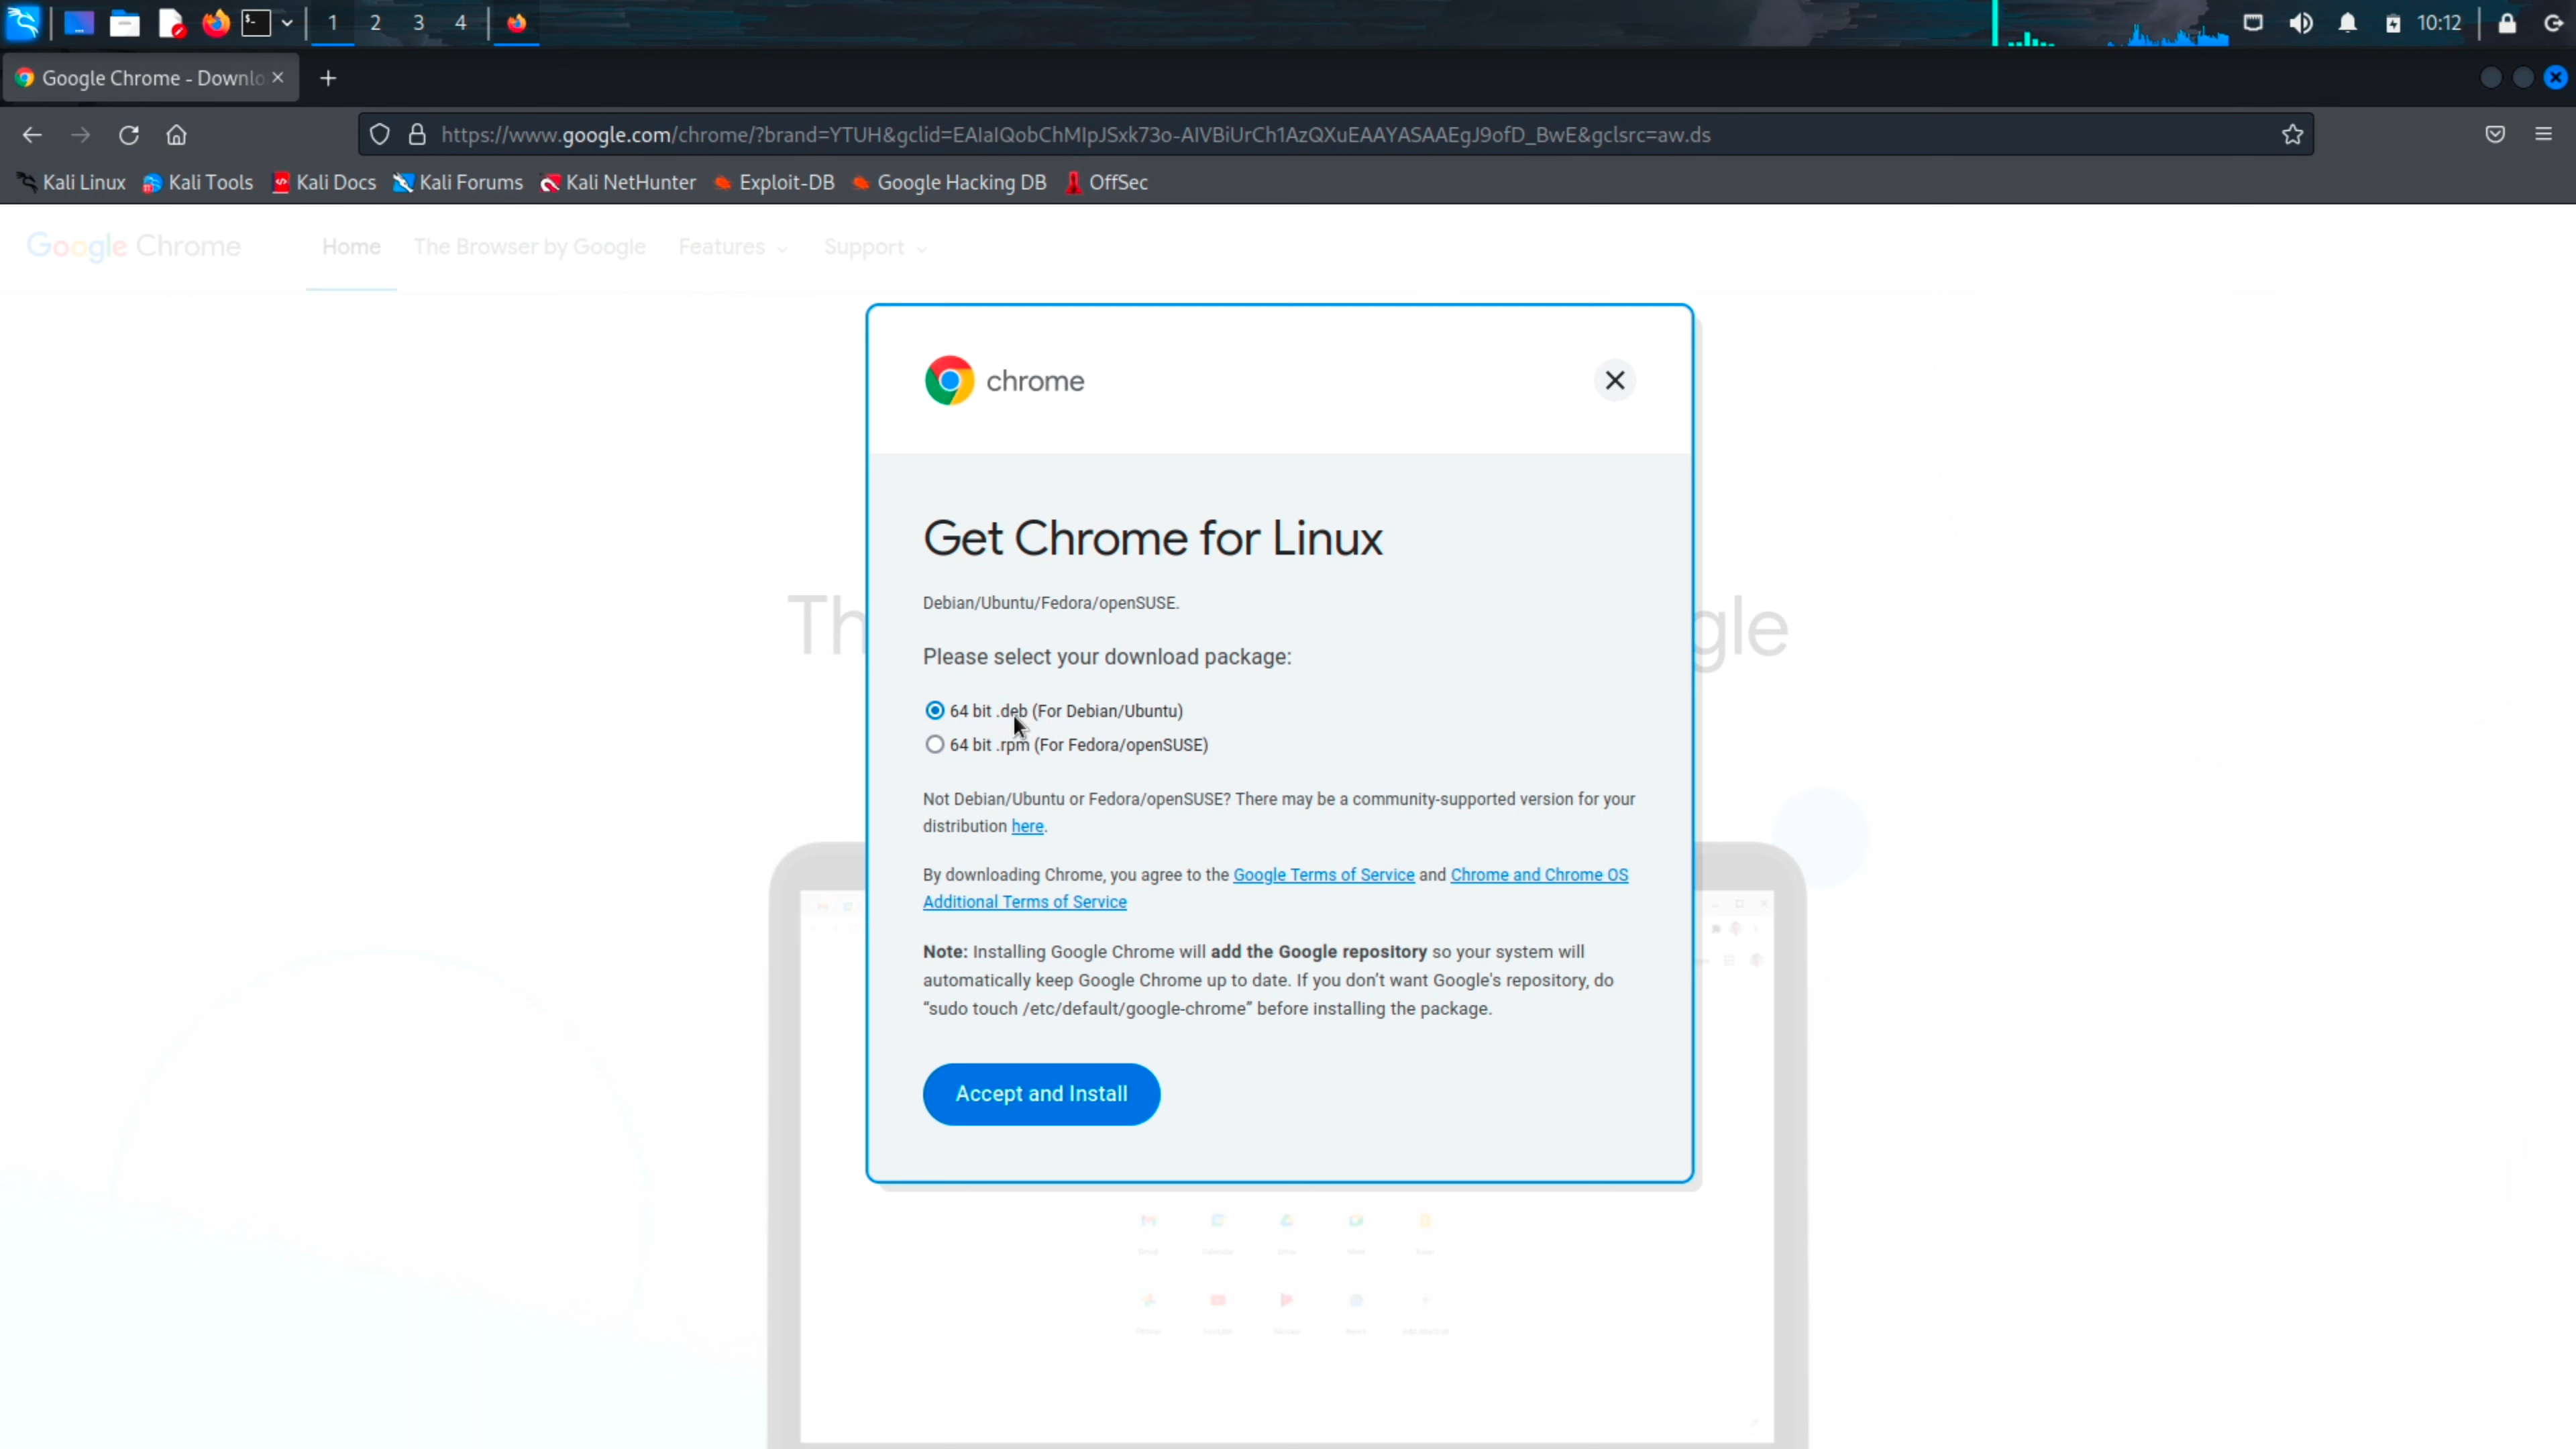 1 2 3 4
10:12
Google Chrome - Downlo
https://www.google.com/chrome/?brand=YTUH&gclid=EAIaIQobChMIpJSxk73o-AIVBiUrCh1AzQXuEAAYASAAEgJ9ofD_BwE&gclsrc=aw.ds
Kali Linux Kali Tools Kali Docs Kali Forums Kali NetHunter Exploit-DB Google Hacking DB OffSec
Google Chrome Home The Browser by Google Features Support
chrome
Get Chrome for Linux
Debian/Ubuntu/Fedora/openSUSE.
Th
gle
Please select your download package:
64 bit .deb (For Debian/Ubuntu)
64 bit .rpm (For Fedora/openSUSE)
Not Debian/Ubuntu or Fedora/openSUSE? There may be a community-supported version for your
distribution here.
By downloading Chrome, you agree to the Google Terms of Service and Chrome and Chrome OS
Additional Terms of Service
Note: Installing Google Chrome will add the Google repository so your system will
automatically keep Google Chrome up to date. If you don't want Google's repository, do
“sudo touch /etc/default/google-chrome” before installing the package.
Accept and Install